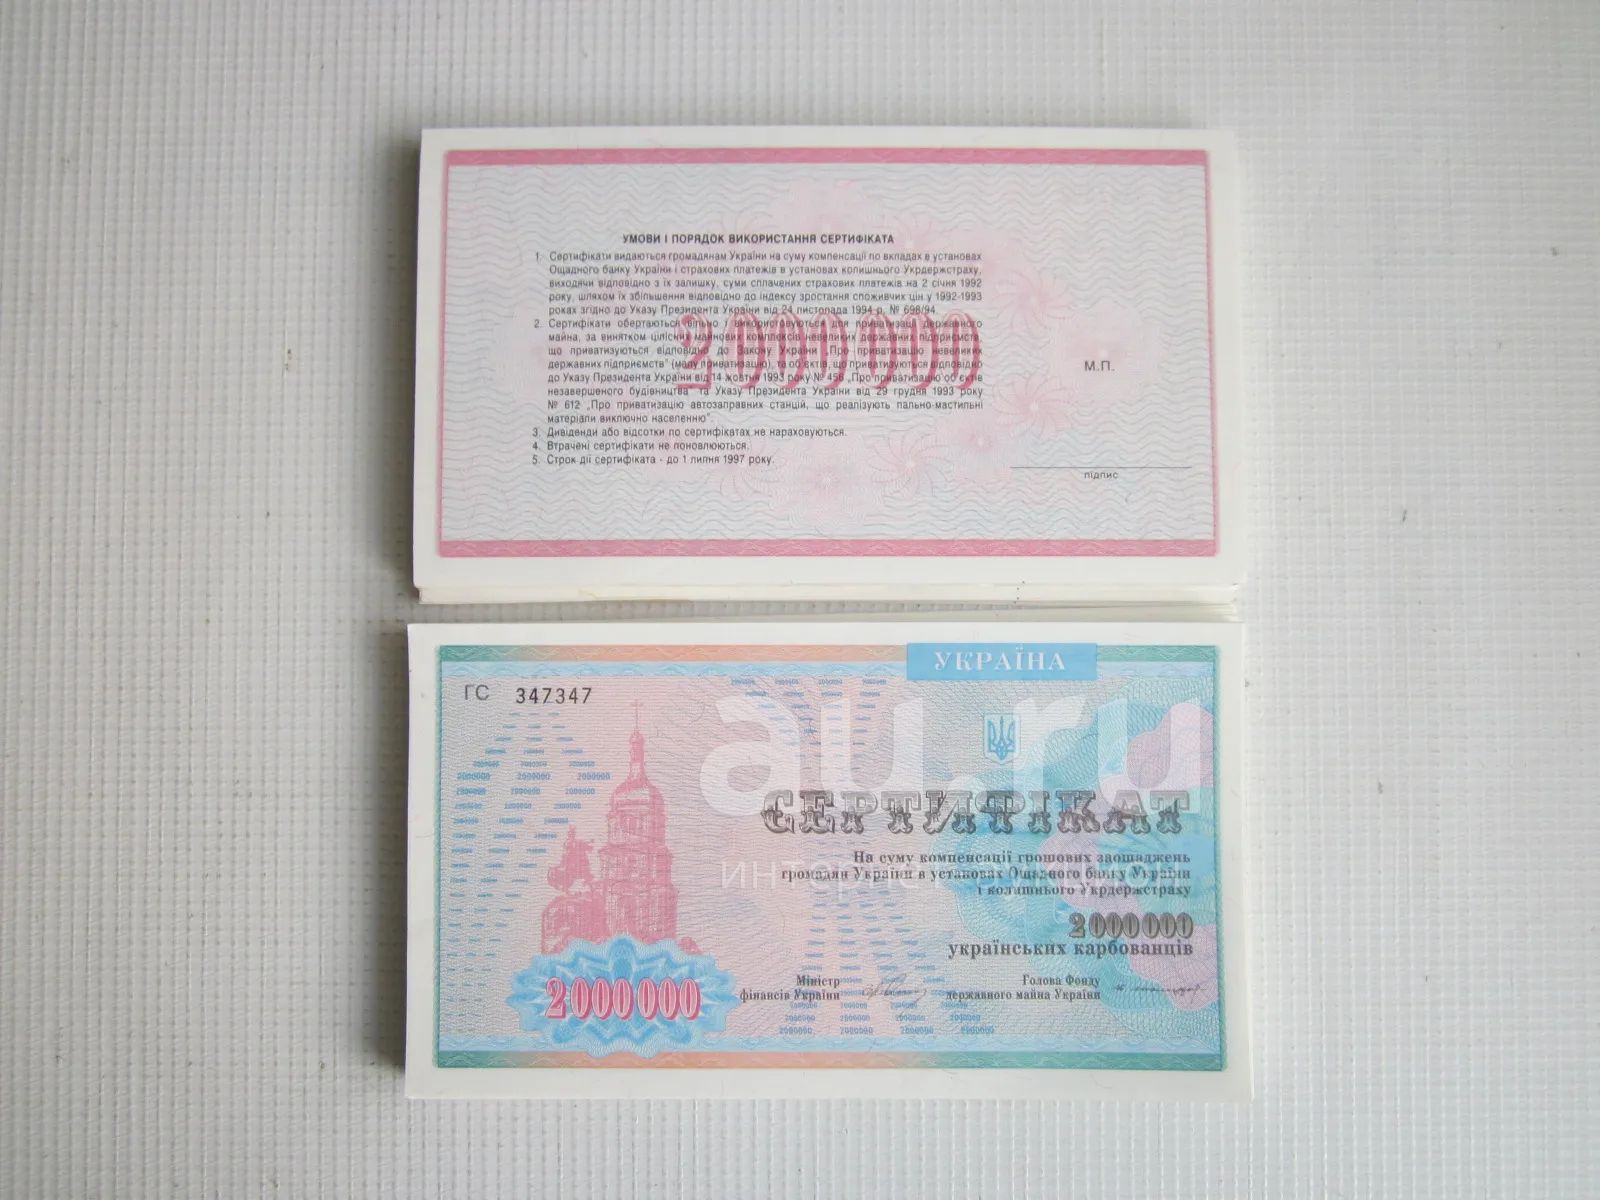 УМОВИ І ПОРЯДОК ВИКОРИСТАННЯ СЕРТИФІКАТА
1. Сертифікати видаються громадянам України на суму компенсації по вкладах в установах
Ощадного банку України і страхових платежів в установах колишнього Укрдержстраху,
виходячи відповідно з їх залишку, суми сплачених страхових платежів на 2 січня 1992
року, шляхом їх збільшення відповідно до індексу зростання споживчих цін у 1992-1993
роках згідно до Указу Президента України від 24 листопада 1994 р. № 698/94.
2. Сертифікати обертаються вільно і використовуються для приватизації державного
майна, за винятком цілісних майнових комплексів невеликих державних підприємств,
що приватизуються відповідно до Закону України „Про приватизацію невеликих
державних підприємств" (малу приватизацію), та об'єктів, що приватизуються відповідно
до Указу Президента України від 14 жовтня 1993 року № 456 „Про приватизацію об'єктів
незавершеного будівництва" та Указу Президента України від 29 грудня 1993 року
№ 612 „Про приватизацію автозаправних станцій, що реалізують пально-мастильні
матеріали виключно населенню".
3. Дивіденди або відсотки по сертифікатах не нараховуються.
4. Втрачені сертифікати не поновлюються.
5. Строк дії сертифіката - до 1 липня 1997 року.
2000000
М.П.
підпис
УКРАЇНА
ГС 347347
au.ru
СЕРТИФІКАТ
На суму компенсації грошових заощаджень
громадян України в установах Ощадного банку України
і колишнього Укрдержстраху
2000000
українських карбованців
Міністр
фінансів України
Голова Фонду
державного майна України
2000000